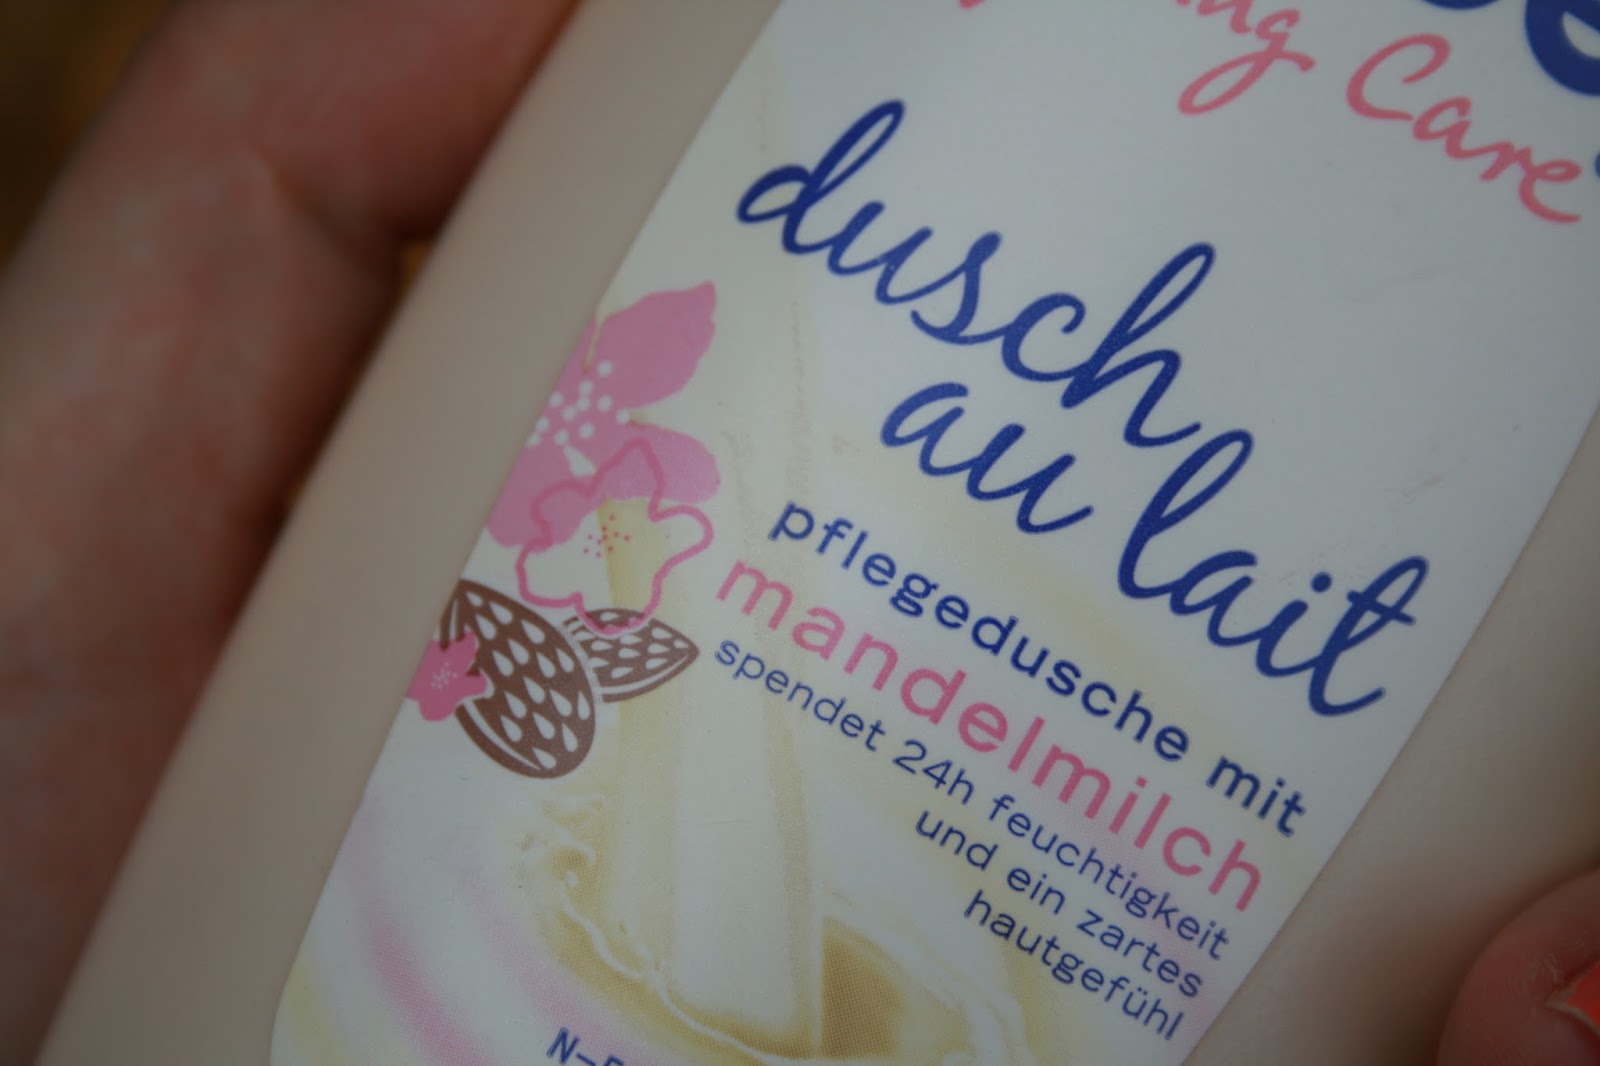 Care
dusch
au lait
pflegedusche mit
mandelmilch
spendet 24h feuchtigkeit
und ein zartes
hautgefühl